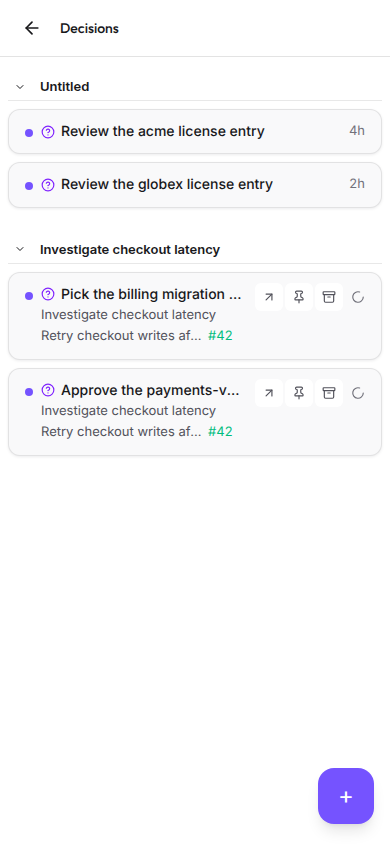 Decisions
Untitled
Review the acme license entry 4h
Review the globex license entry 2h
Investigate checkout latency
Pick the billing migration ...
Investigate checkout latency
Retry checkout writes af... #42
Approve the payments-v...
Investigate checkout latency
Retry checkout writes af... #42